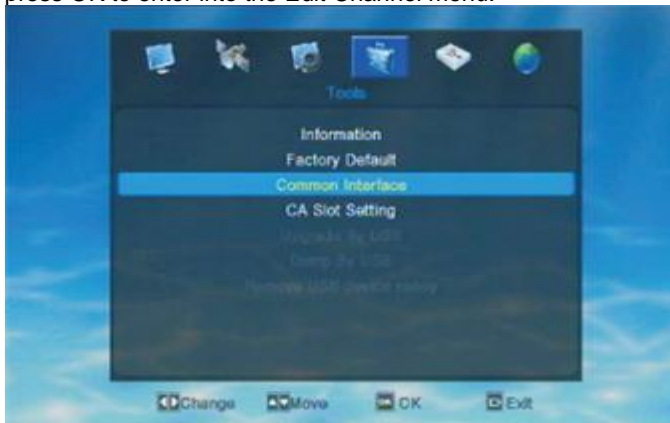 press OK to enter into the Edit Channel menu.
Tools
Information
Factory Default
Common Interface
CA Slot Setting
Upgrade By USB
Dump By USB
Remove USB device safely
Change Move OK Exit